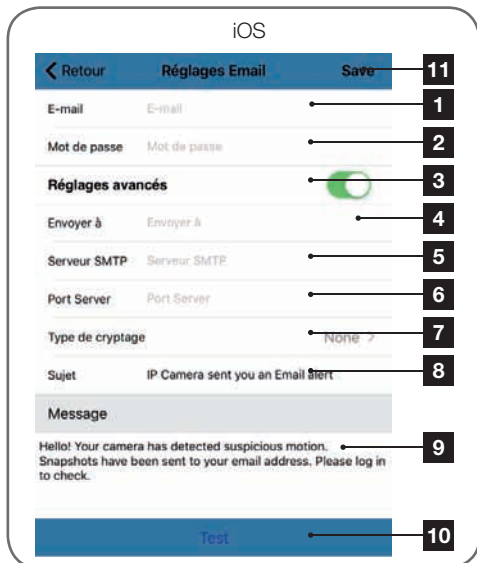 iOS
Retour Réglages Email Save 11
E-mail E-mail 1
Mot de passe Mot de passe 2
Réglages avancés 3
Envoyer à Envoyer à 4
Serveur SMTP Serveur SMTP 5
Port Server Port Server 6
Type de cryptage None > 7
Sujet IP Camera sent you an Email alert 8
Message
Hello! Your camera has detected suspicious motion. 9
Snapshots have been sent to your email address. Please log in
to check.
Test 10